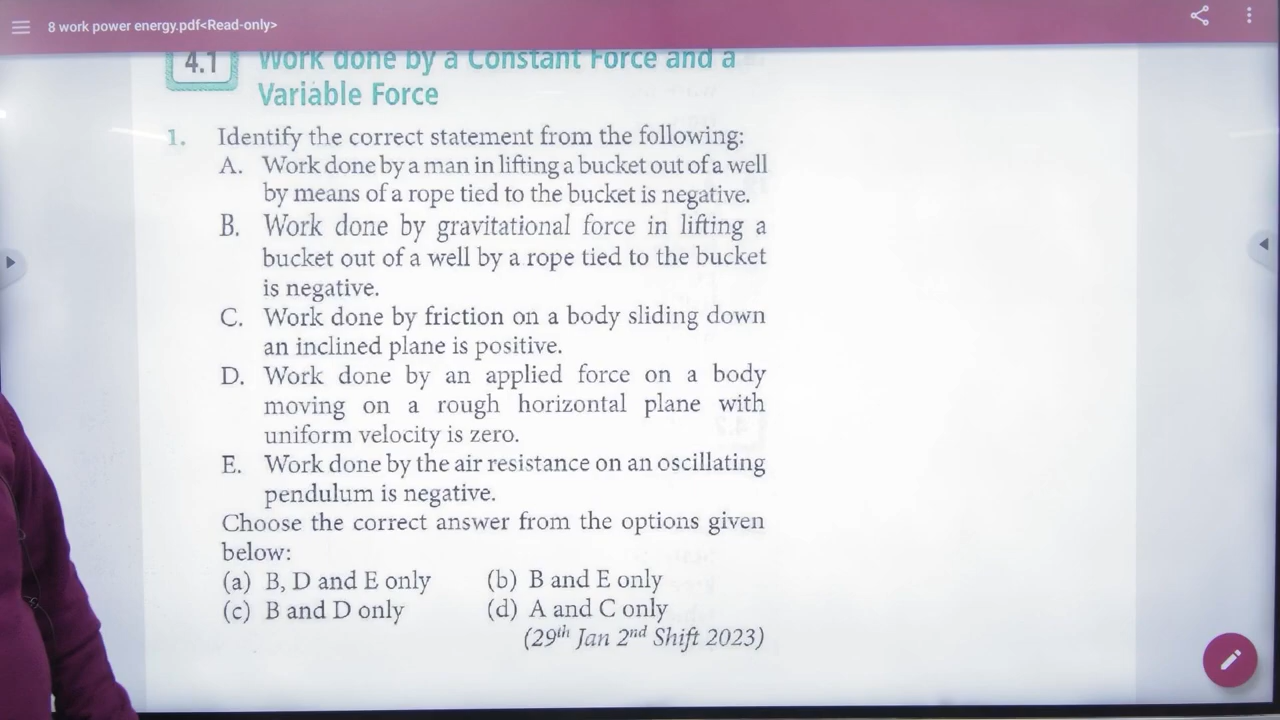 8 work power energy.pdf<Read-only>
4.1 Work done by a Constant Force and a
Variable Force
1. Identify the correct statement from the following:
A. Work done by a man in lifting a bucket out of a well
by means of a rope tied to the bucket is negative.
B. Work done by gravitational force in lifting a
bucket out of a well by a rope tied to the bucket
is negative.
C. Work done by friction on a body sliding down
an inclined plane is positive.
D. Work done by an applied force on a body
moving on a rough horizontal plane with
uniform velocity is zero.
E. Work done by the air resistance on an oscillating
pendulum is negative.
Choose the correct answer from the options given
below:
(a) B, D and E only (b) B and E only
(c) B and D only (d) A and C only
(29th Jan 2nd Shift 2023)